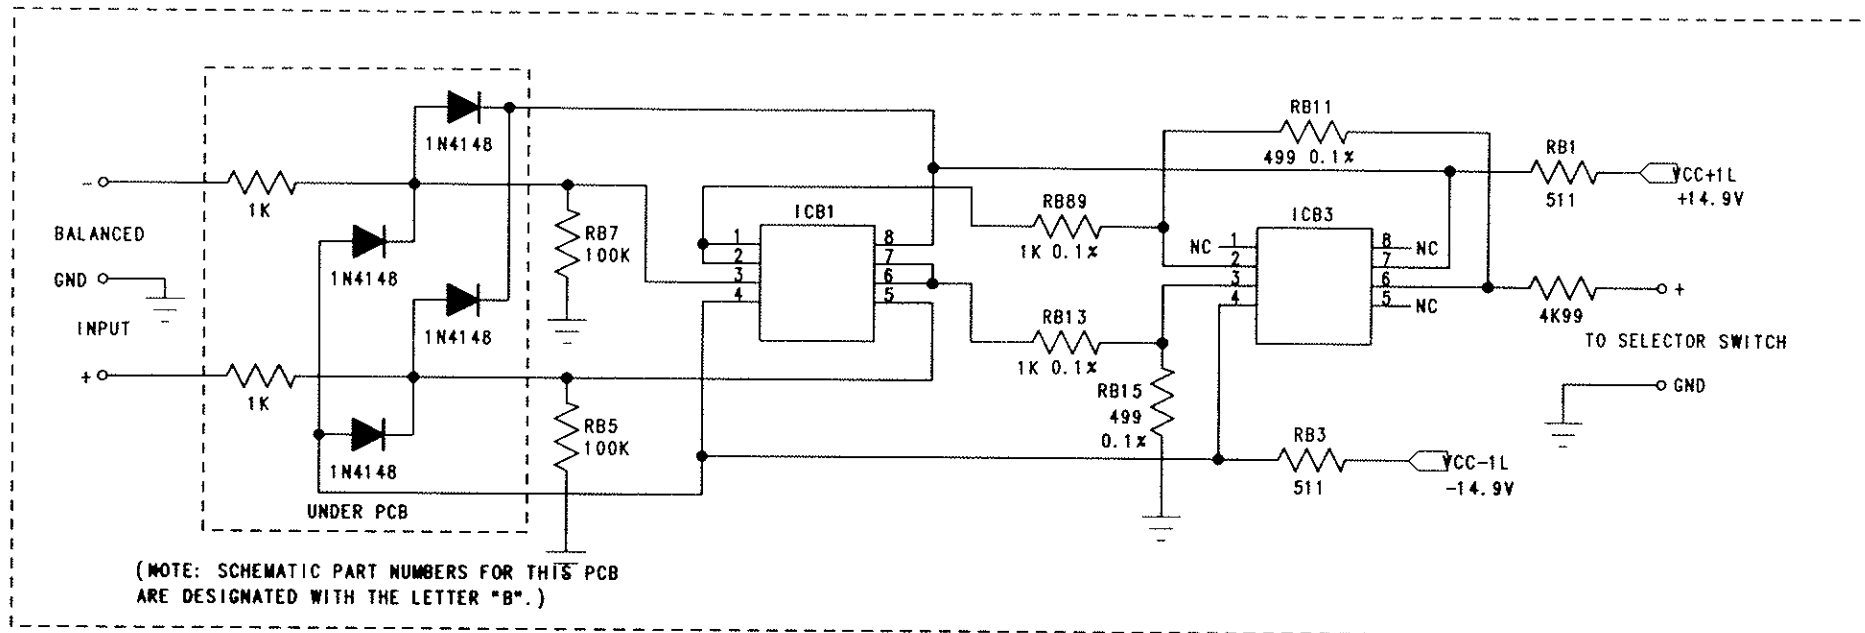 RB11
499 0.1%
RB1
511
VCC+1L
+14.9V
1N4148
-
1K
BALANCED
GND
INPUT
+
1K
1N4148
1N4148
1N4148
UNDER PCB
RB7
100K
RB5
100K
ICB1
1
2
3
4
8
7
6
5
RB89
1K 0.1%
RB13
1K 0.1%
RB15
499
0.1%
ICB3
NC
1
2
3
4
8
NC
7
6
5
NC
4K99
+
TO SELECTOR SWITCH
GND
RB3
511
VCC-1L
-14.9V
(NOTE: SCHEMATIC PART NUMBERS FOR THIS PCB
ARE DESIGNATED WITH THE LETTER "B".)